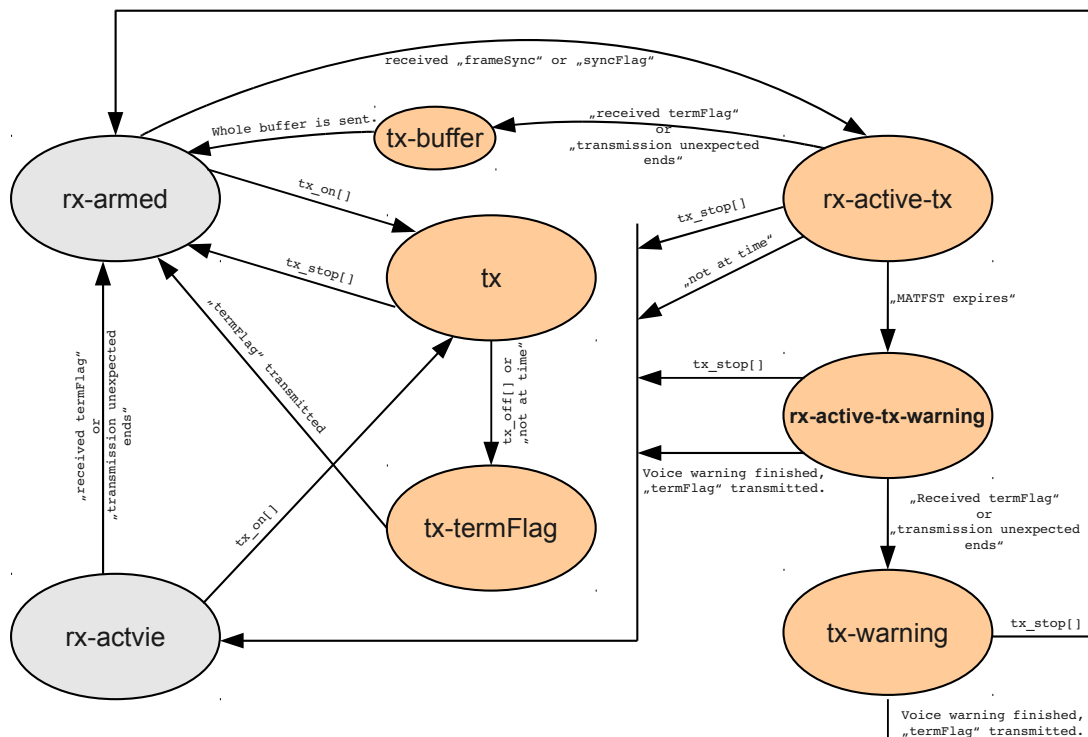 received „frameSync“ or „syncFlag“
Whole buffer is sent.
tx-buffer
„received termFlag“
or
„transmission unexpected
ends“
rx-armed
tx_on[]
rx-active-tx
tx_stop[]
„not at time“
tx_stop[]
tx
„MATFST expires“
„termFlag“ transmitted
tx_off[] or
„not at time“
tx_stop[]
rx-active-tx-warning
„received termFlag“
or
„transmission unexpected
ends“
Voice warning finished,
„termFlag“ transmitted.
tx_on[]
tx-termFlag
„Received termFlag“
or
„transmission unexpected
ends“
rx-actvie
tx-warning
tx_stop[]
Voice warning finished,
„termFlag“ transmitted.